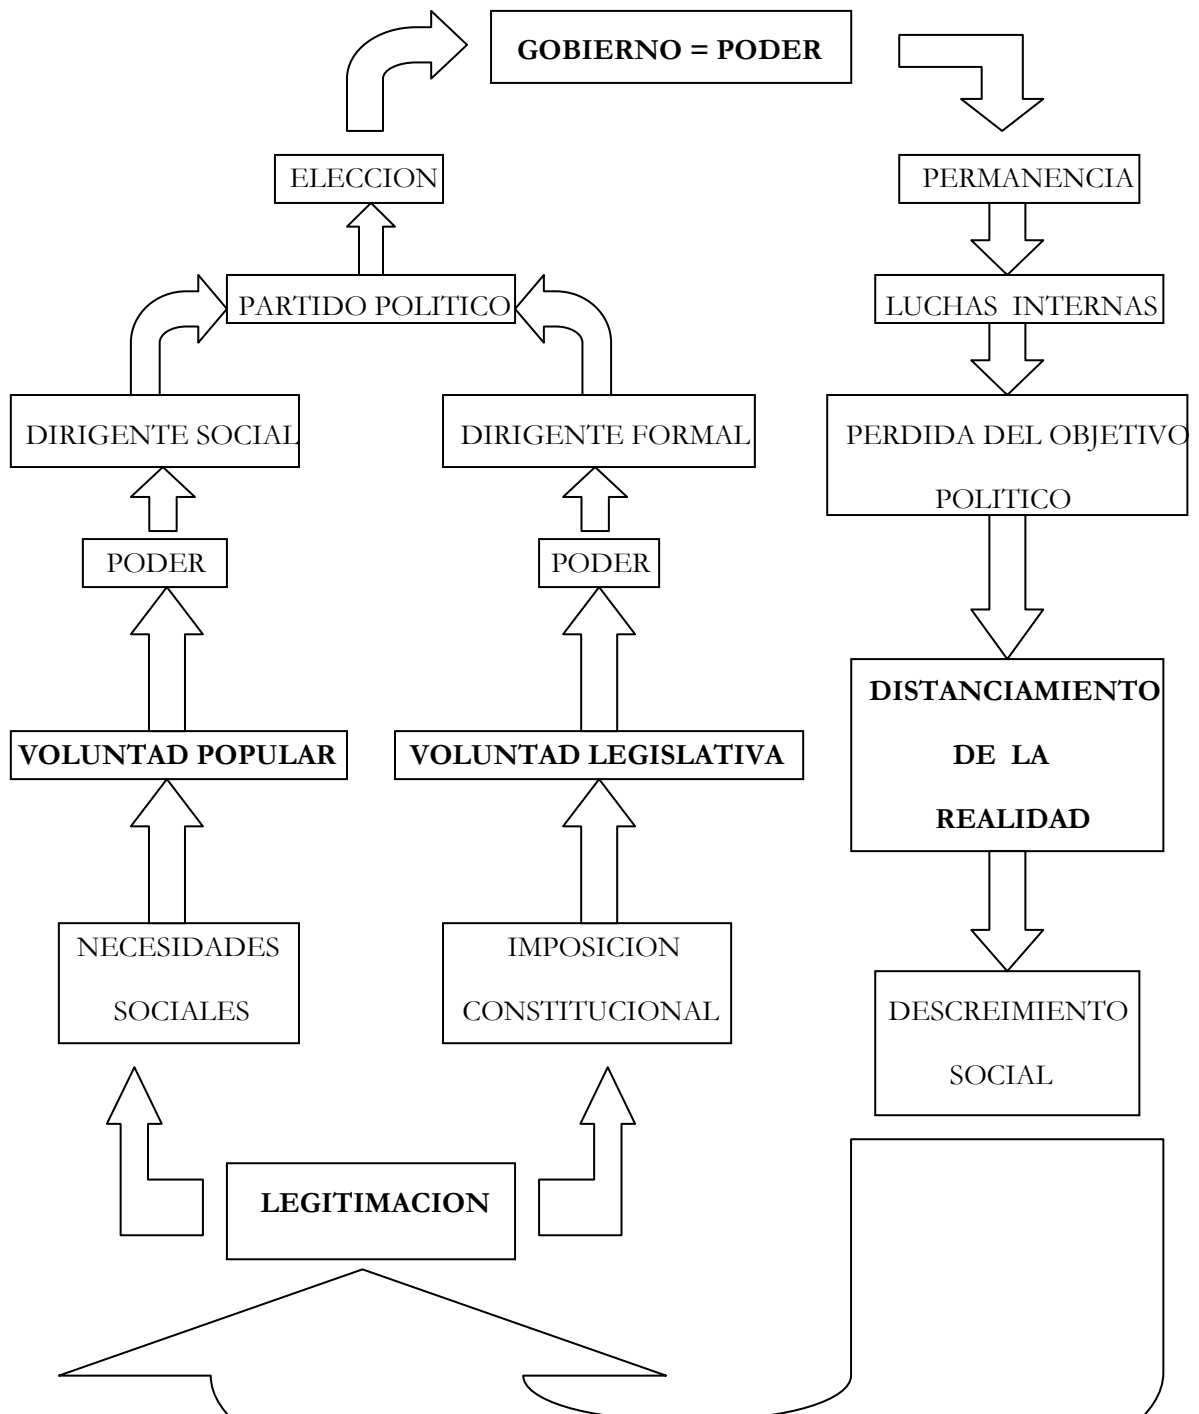 GOBIERNO = PODER
ELECCION
PERMANENCIA
PARTIDO POLITICO
LUCHAS INTERNAS
DIRIGENTE SOCIAL
DIRIGENTE FORMAL
PERDIDA DEL OBJETIVO
POLITICO
PODER
PODER
DISTANCIAMIENTO
DE LA
REALIDAD
VOLUNTAD POPULAR
VOLUNTAD LEGISLATIVA
NECESIDADES
SOCIALES
IMPOSICION
CONSTITUCIONAL
DESCREIMIENTO
SOCIAL
LEGITIMACION